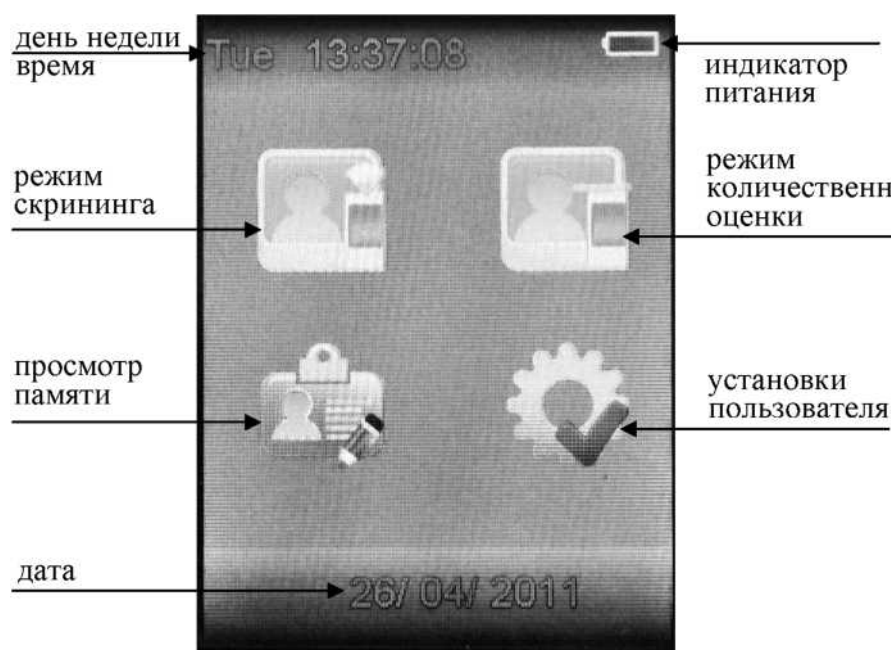 день недели
время
Tue 13:37:08
индикатор
питания
режим
скрининга
режим
количественн
оценки
просмотр
памяти
установки
пользователя
дата
26/ 04/ 2011